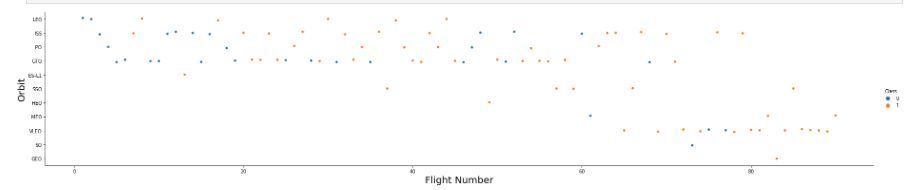 LEO
ISS
PO
GTO
ES-L1
SSO
HEO
MEO
VLEO
SO
GEO
Orbit
0
20
40
60
80
Flight Number
Class
0
1